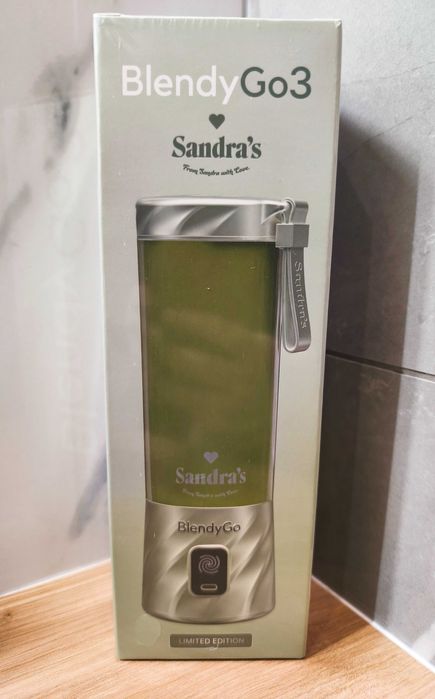 BlendyGo3
Sandra's
From Sandra with Love.
Sandra's
Sandra's
From Sandra with Love.
BlendyGo
LIMITED EDITION